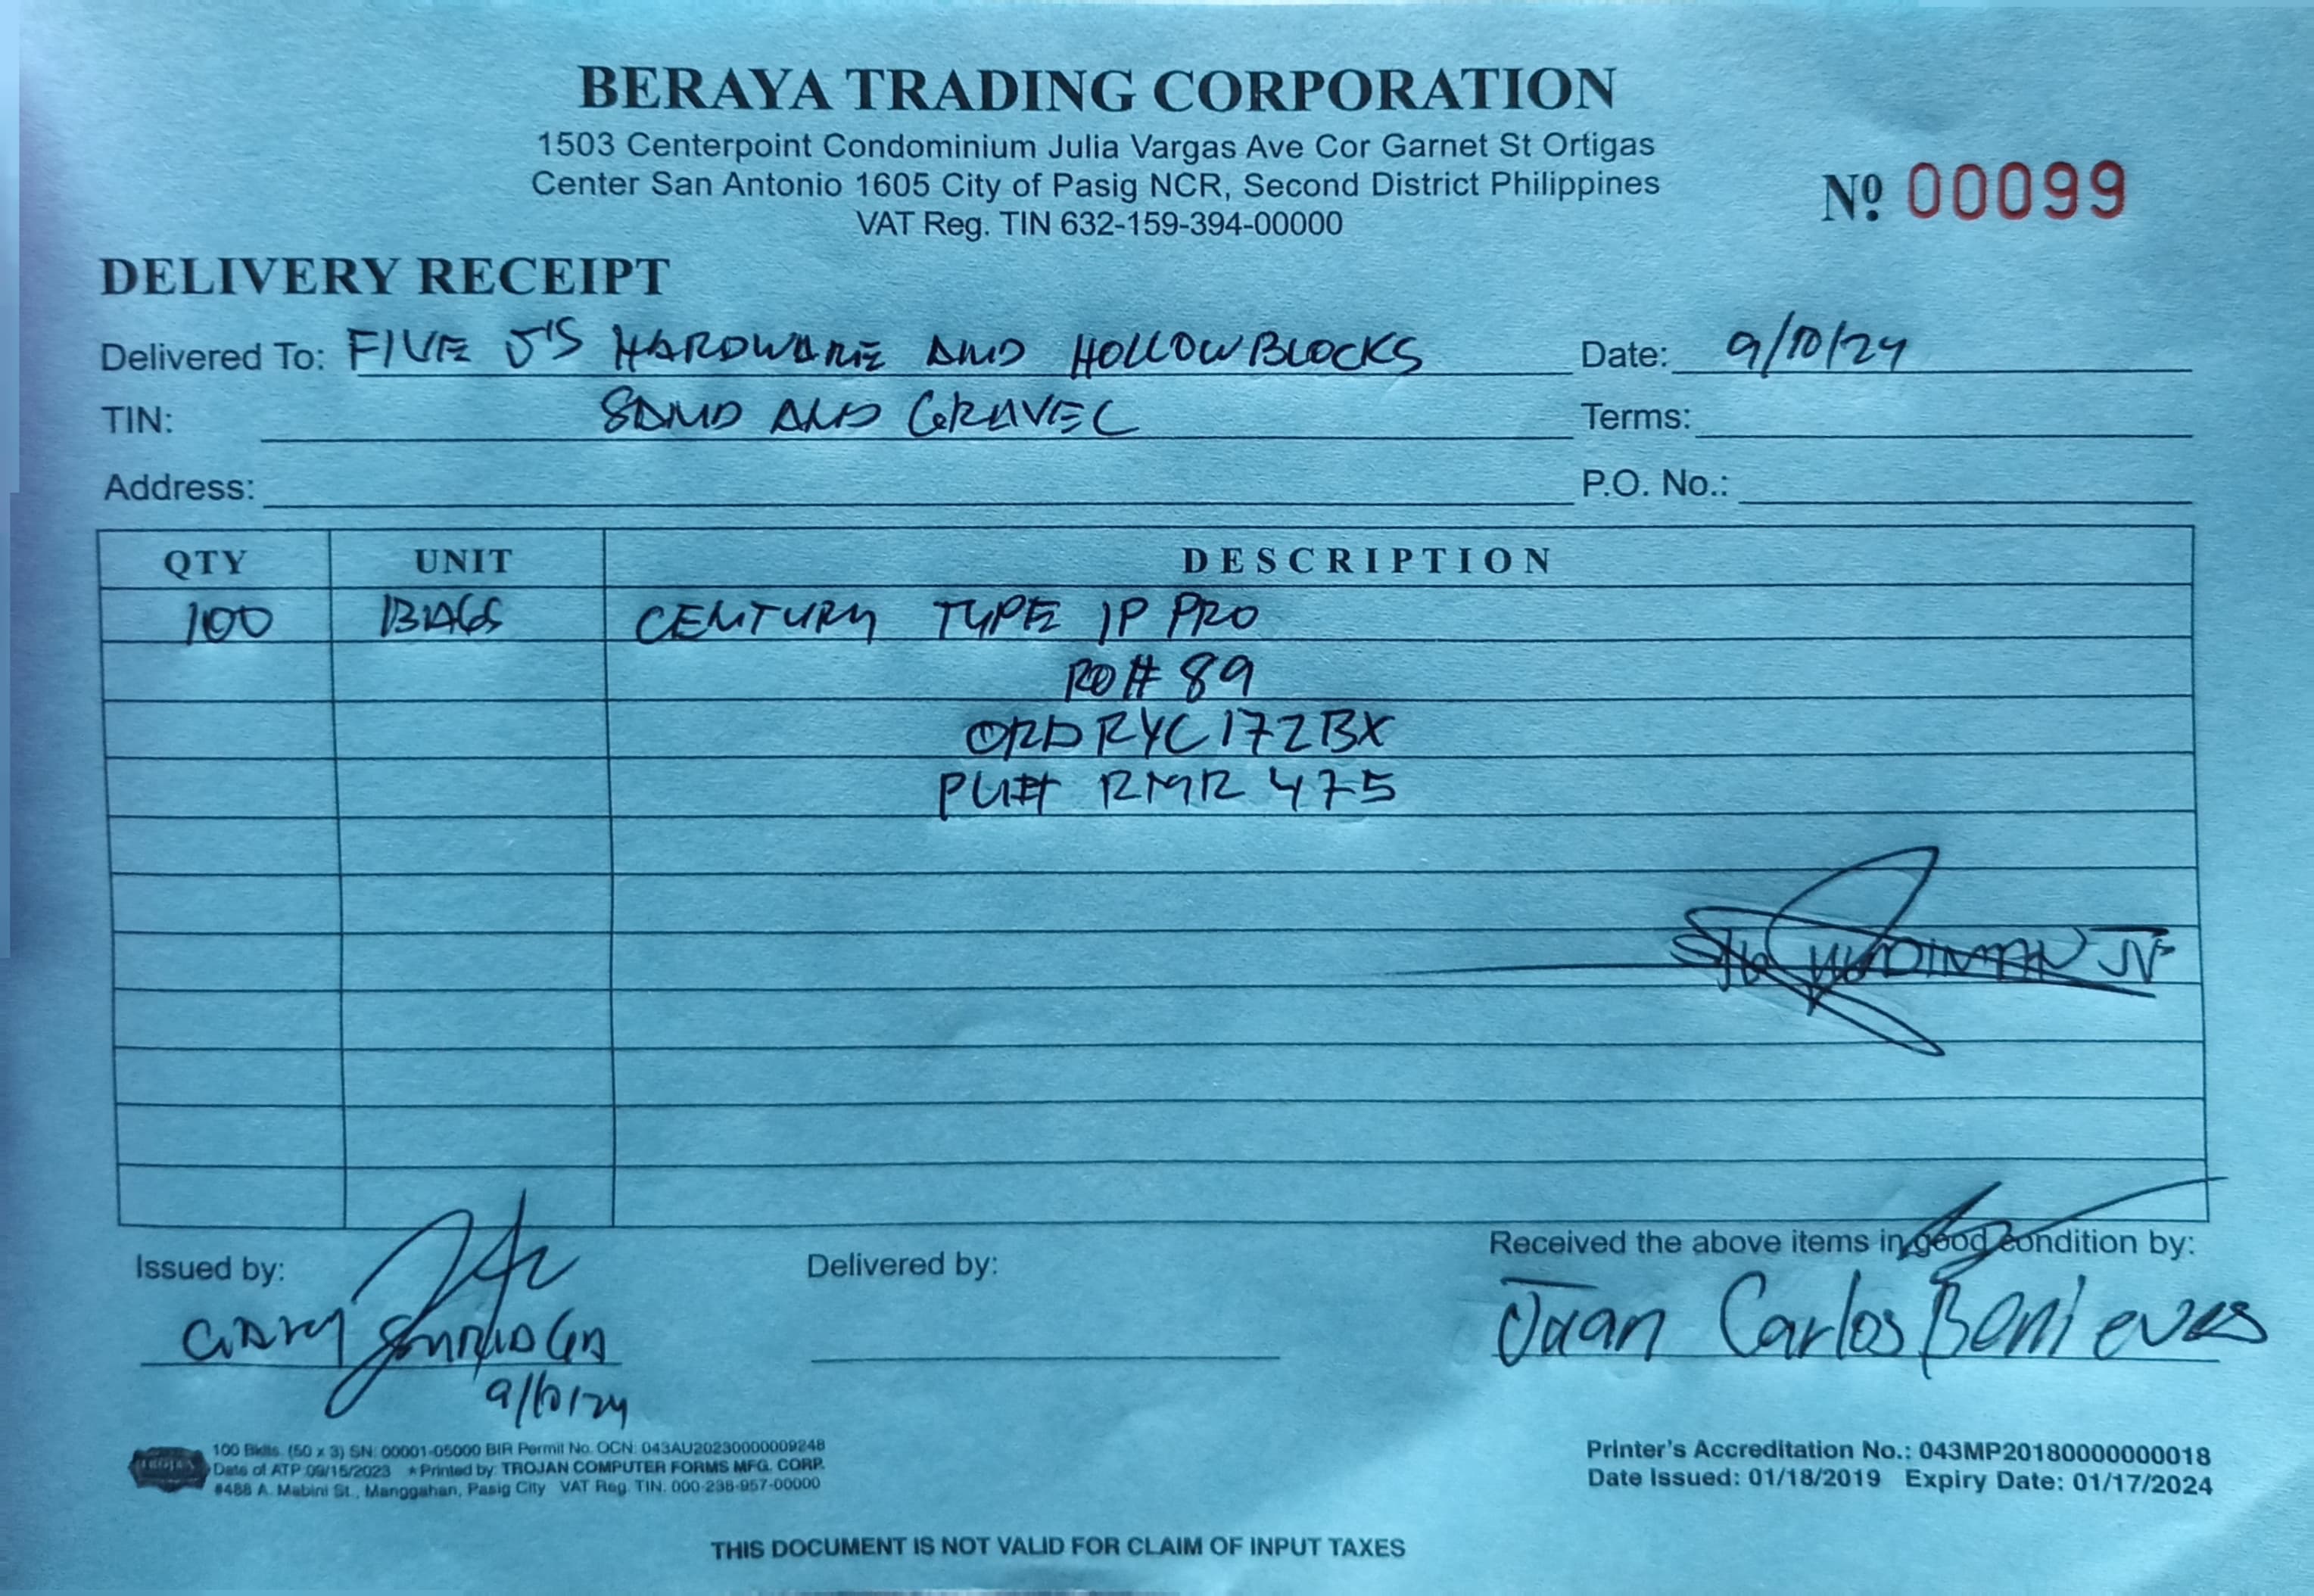 BERAYA TRADING CORPORATION
1503 Centerpoint Condominium Julia Vargas Ave Cor Garnet St Ortigas
Center San Antonio 1605 City of Pasig NCR, Second District Philippines
VAT Reg. TIN 632-159-394-00000
Nº 00099
DELIVERY RECEIPT
Delivered To: FIVE J'S HARDWARE AND HOLLOWBLOCKS Date: 9/10/24
TIN: SAND AND GRAVEL Terms:
Address: P.O. No.:
QTY UNIT DESCRIPTION
100 BAGS CENTURY TYPE 1P PRO
RO# 89
ORDRYC172BX
PU# RMR 475
JR
Issued by: Delivered by: Received the above items in good condition by:
GARY Juan Carlos Benieves
9/10/24
100 Bklts. (50 x 3) SN: 00001-05000 BIR Permit No. OCN: 043AU20230000009248
Date of ATP 09/15/2023 *Printed by: TROJAN COMPUTER FORMS MFG. CORP.
#488 A. Mabini St., Manggahan, Pasig City VAT Reg. TIN: 000-238-957-00000
TROJAN
Printer's Accreditation No.: 043MP20180000000018
Date Issued: 01/18/2019 Expiry Date: 01/17/2024
THIS DOCUMENT IS NOT VALID FOR CLAIM OF INPUT TAXES